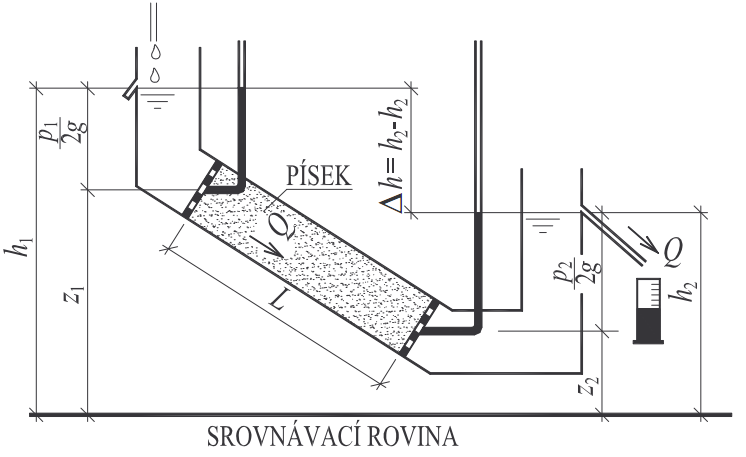 p1
2g
h1
z1
PÍSEK
Q
L
Δh = h2-h2
Q
p2
2g
h2
z2
SROVNÁVACÍ ROVINA